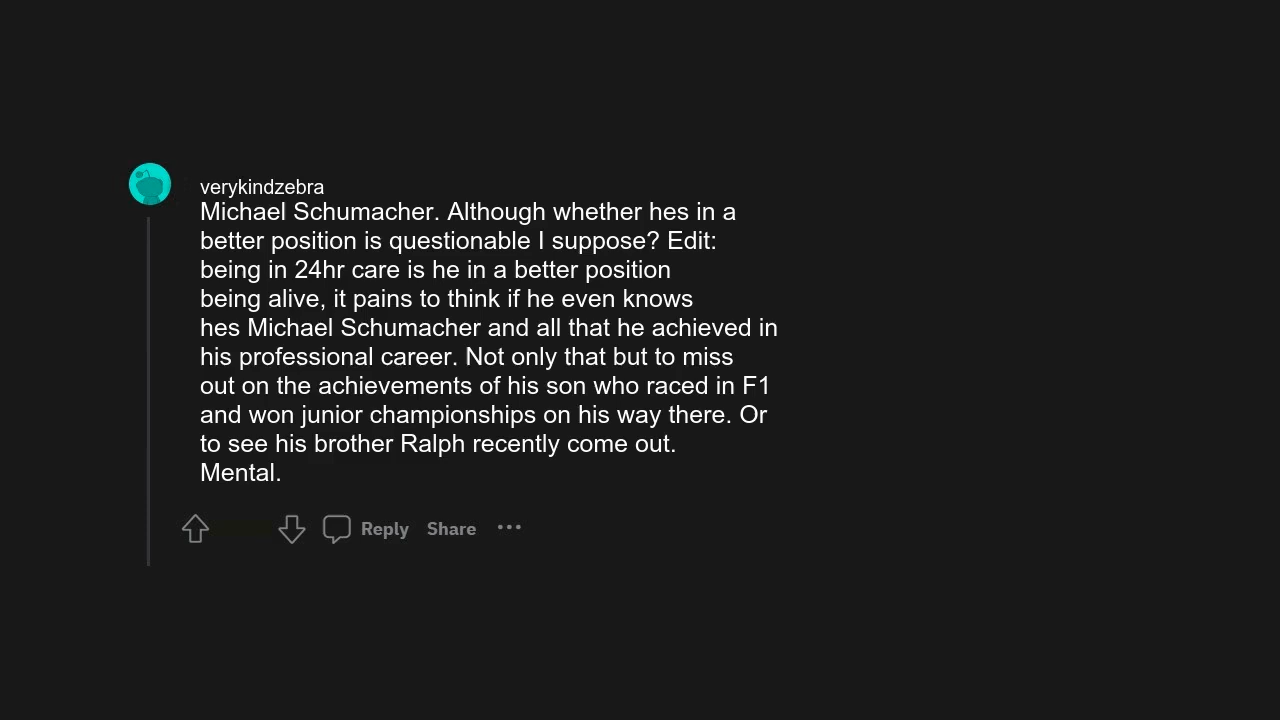 verykindzebra
Michael Schumacher. Although whether hes in a
better position is questionable I suppose? Edit:
being in 24hr care is he in a better position
being alive, it pains to think if he even knows
hes Michael Schumacher and all that he achieved in
his professional career. Not only that but to miss
out on the achievements of his son who raced in F1
and won junior championships on his way there. Or
to see his brother Ralph recently come out.
Mental.
Reply Share